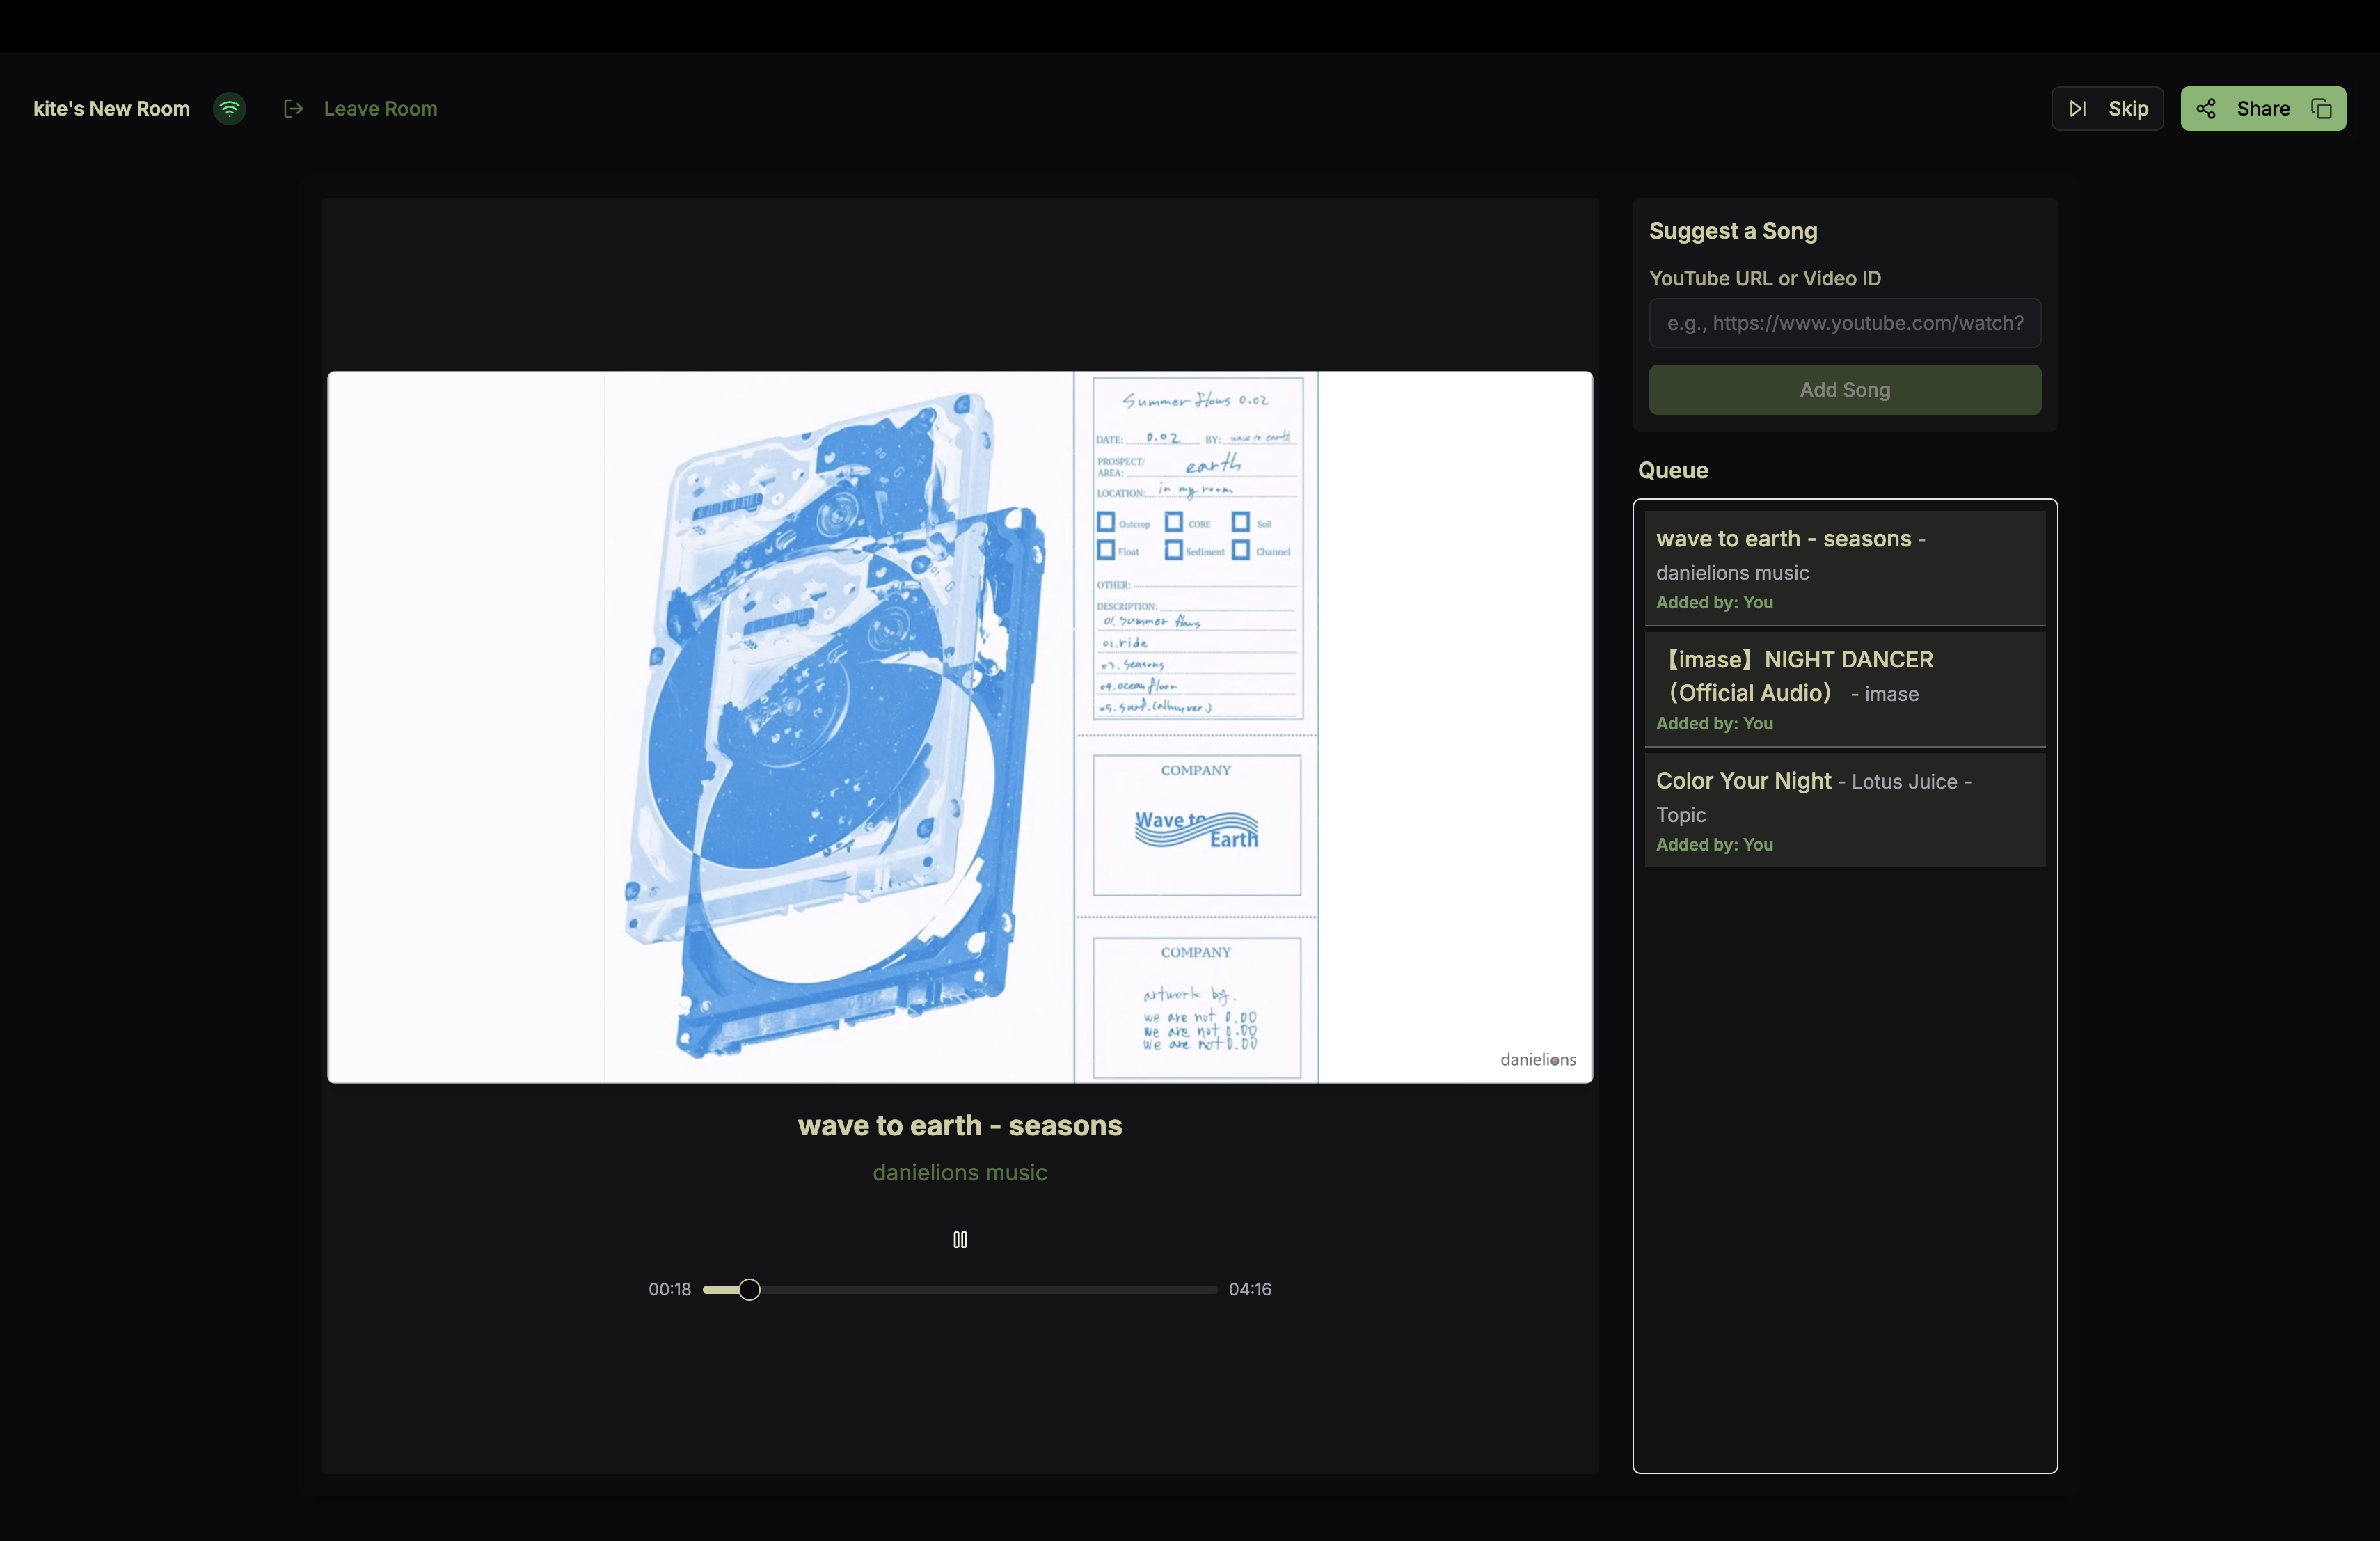 kite's New Room
Leave Room
Skip
Share
Summer flows 0.02
DATE: 0.02 BY: wave to earth
PROSPECT/
AREA: earth
LOCATION: in my room
Outcrop CORE Soil
Float Sediment Channel
OTHER:
DESCRIPTION:
01. Summer flows
02. ride
03. Seasons
04. ocean floor
05. surf. (album ver.)
COMPANY
Wave to
Earth
COMPANY
artwork by.
we are not 0.00
we are not 0.00
we are not 0.00
danielions
wave to earth - seasons
danielions music
00:18
04:16
Suggest a Song
YouTube URL or Video ID
e.g., https://www.youtube.com/watch?
Add Song
Queue
wave to earth - seasons -
danielions music
Added by: You
【imase】NIGHT DANCER
（Official Audio） - imase
Added by: You
Color Your Night - Lotus Juice -
Topic
Added by: You